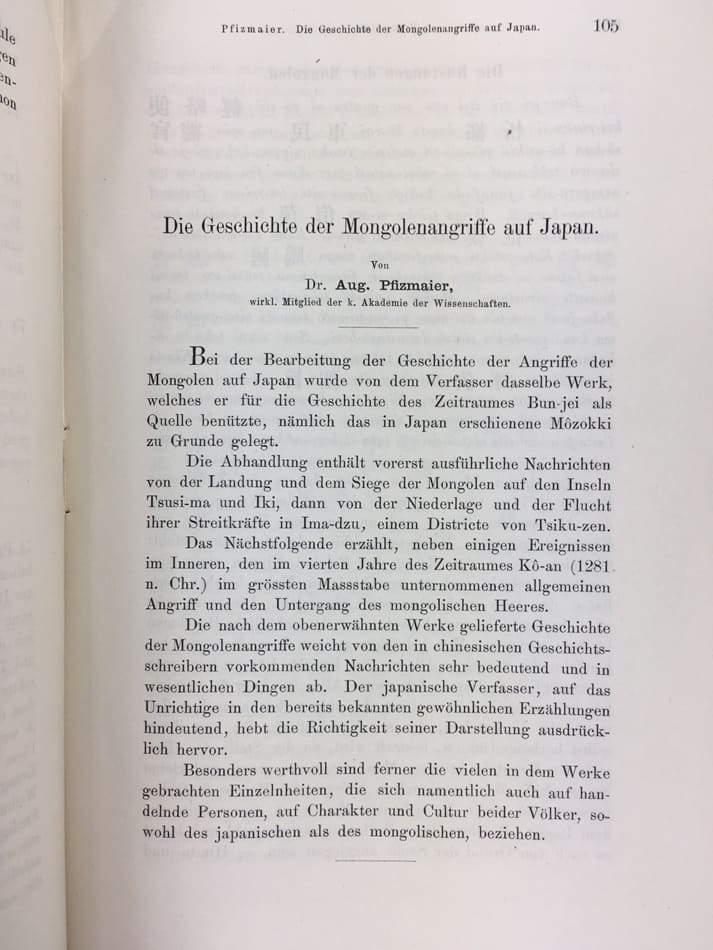 Pfizmaier. Die Geschichte der Mongolenangriffe auf Japan. 105
Die Geschichte der Mongolenangriffe auf Japan.
Von
Dr. Aug. Pfizmaier,
wirkl. Mitglied der k. Akademie der Wissenschaften.
Bei der Bearbeitung der Geschichte der Angriffe der
Mongolen auf Japan wurde von dem Verfasser dasselbe Werk,
welches er für die Geschichte des Zeitraumes Bun-jei als
Quelle benützte, nämlich das in Japan erschienene Môzokki
zu Grunde gelegt.
Die Abhandlung enthält vorerst ausführliche Nachrichten
von der Landung und dem Siege der Mongolen auf den Inseln
Tsusi-ma und Iki, dann von der Niederlage und der Flucht
ihrer Streitkräfte in Ima-dzu, einem Districte von Tsiku-zen.
Das Nächstfolgende erzählt, neben einigen Ereignissen
im Inneren, den im vierten Jahre des Zeitraumes Kô-an (1281
n. Chr.) im grössten Massstabe unternommenen allgemeinen
Angriff und den Untergang des mongolischen Heeres.
Die nach dem obenerwähnten Werke gelieferte Geschichte
der Mongolenangriffe weicht von den in chinesischen Geschichts-
schreibern vorkommenden Nachrichten sehr bedeutend und in
wesentlichen Dingen ab. Der japanische Verfasser, auf das
Unrichtige in den bereits bekannten gewöhnlichen Erzählungen
hindeutend, hebt die Richtigkeit seiner Darstellung ausdrück-
lich hervor.
Besonders werthvoll sind ferner die vielen in dem Werke
gebrachten Einzelnheiten, die sich namentlich auch auf han-
delnde Personen, auf Charakter und Cultur beider Völker, so-
wohl des japanischen als des mongolischen, beziehen.